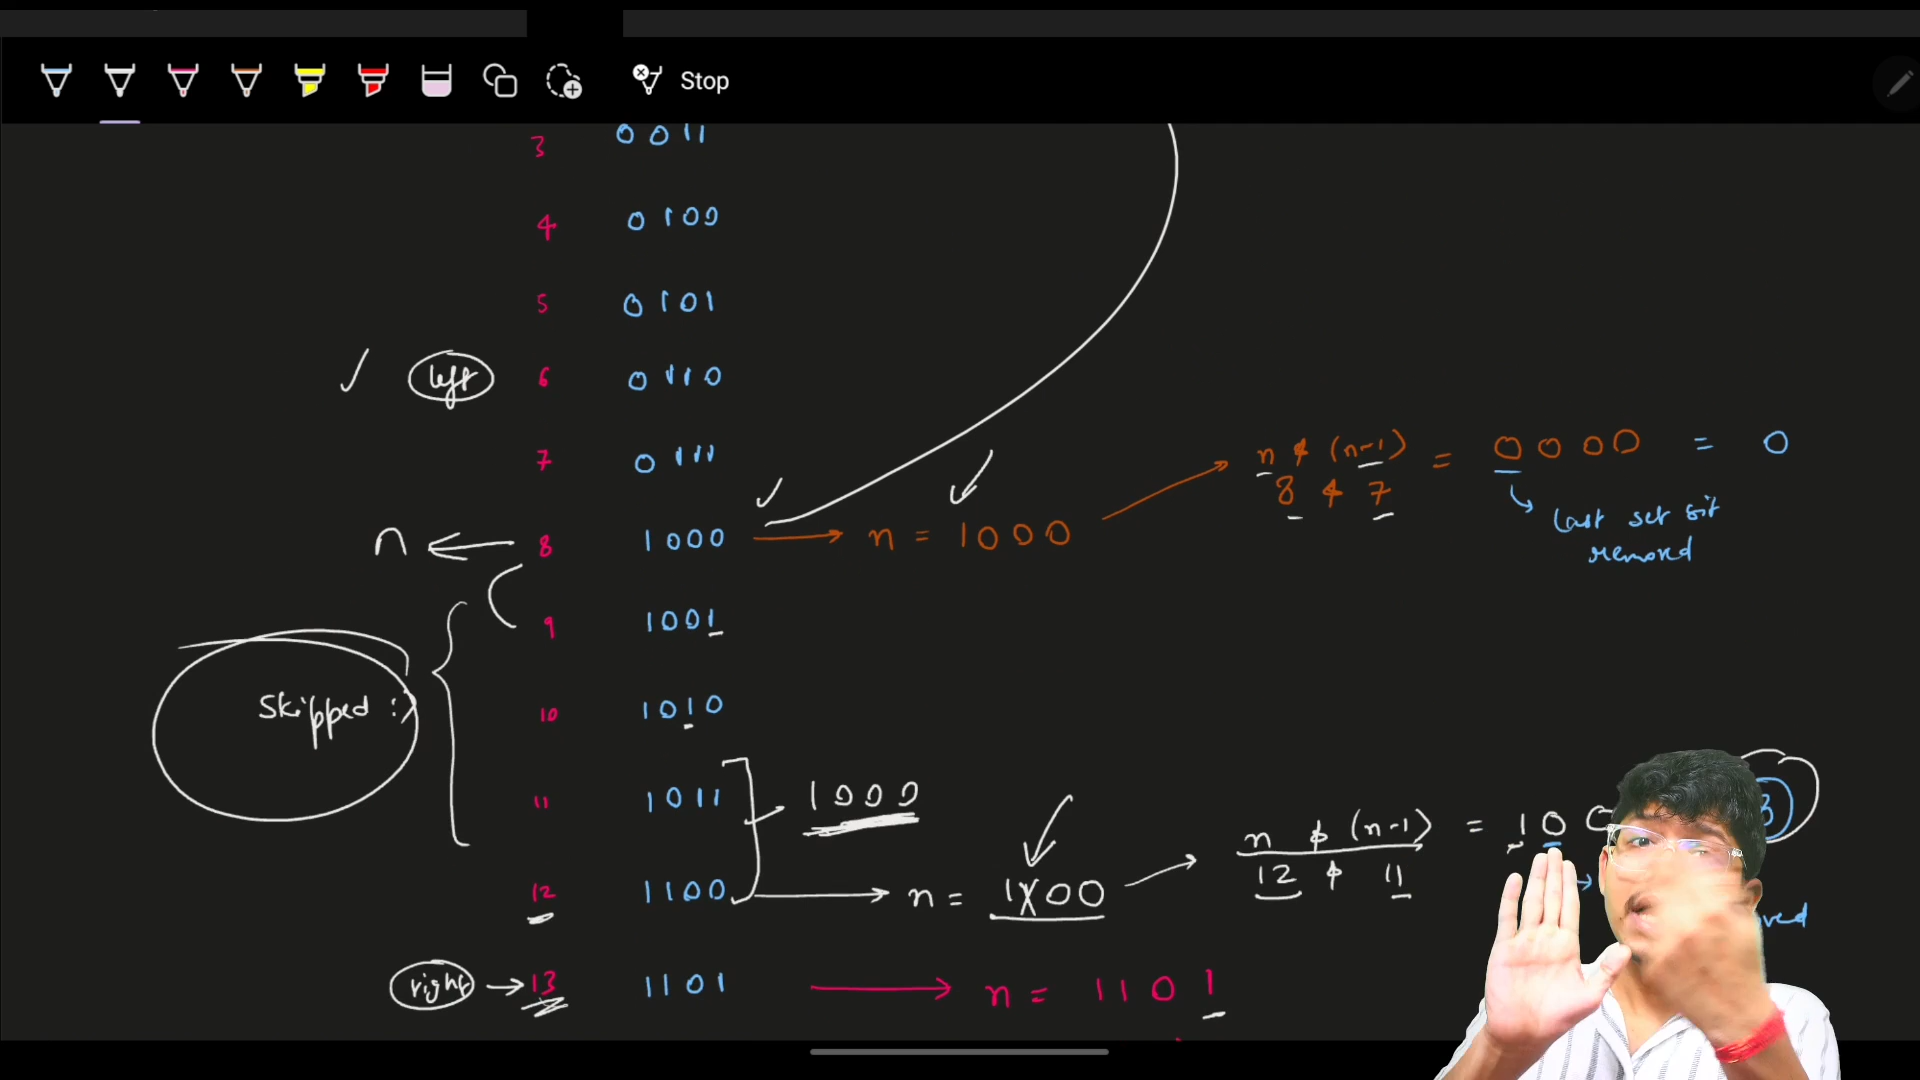 Stop
3 0011
4 0100
5 0101
left 6 0110
7 0111
n & (n-1) = 0000 = 0
8 & 7
last set bit
removed
n ← 8 1000 → n = 1000
9 1001
Skipped :)
10 1010
11 1011 1000
n & (n-1) = 10
12 & 11
12 1100 → n = 1100
right → 13 1101 → n = 1101